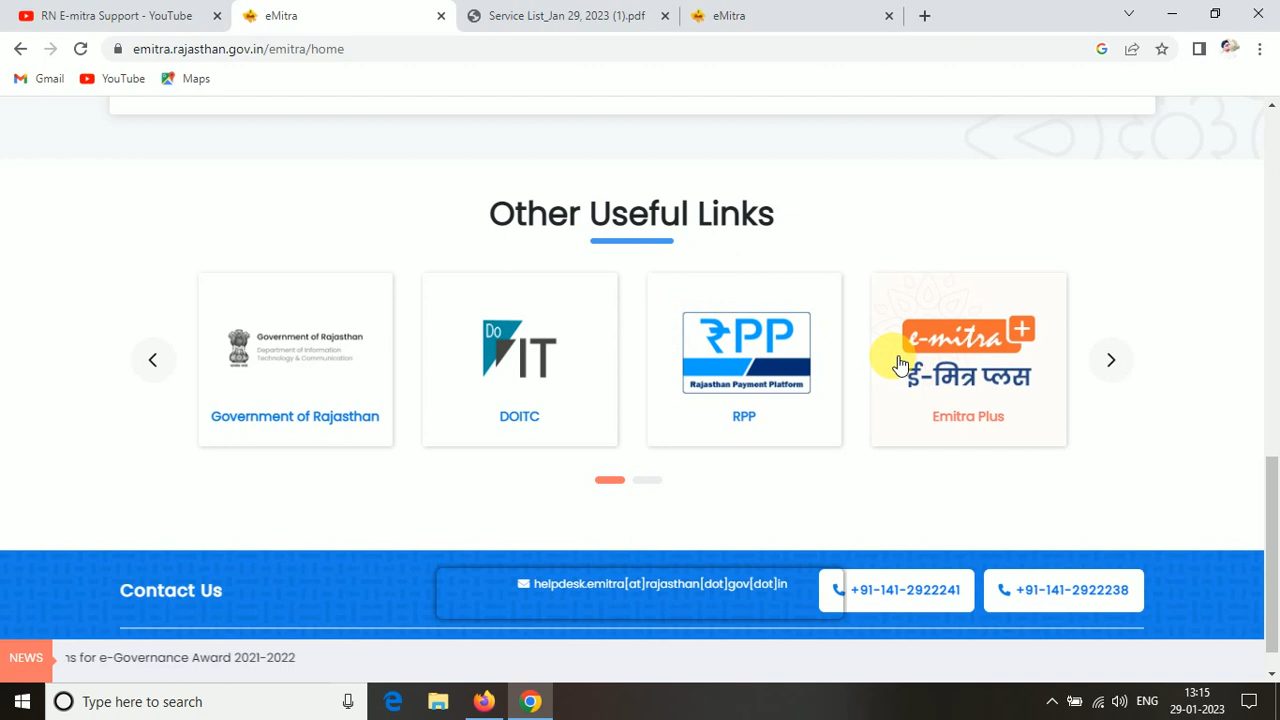 RN E-mitra Support - YouTube
eMitra
Service List_Jan 29, 2023 (1).pdf
eMitra
emitra.rajasthan.gov.in/emitra/home
Gmail
YouTube
Maps
Other Useful Links
Government of Rajasthan
Department of Information
Technology & Communication
Government of Rajasthan
Do
IT
DOITC
₹PP
Rajasthan Payment Platform
RPP
e-mitra +
ई-मित्र प्लस
Emitra Plus
Contact Us
helpdesk.emitra[at]rajasthan[dot]gov[dot]in
+91-141-2922241
+91-141-2922238
NEWS
ns for e-Governance Award 2021-2022
Type here to search
ENG
13:15
29-01-2023